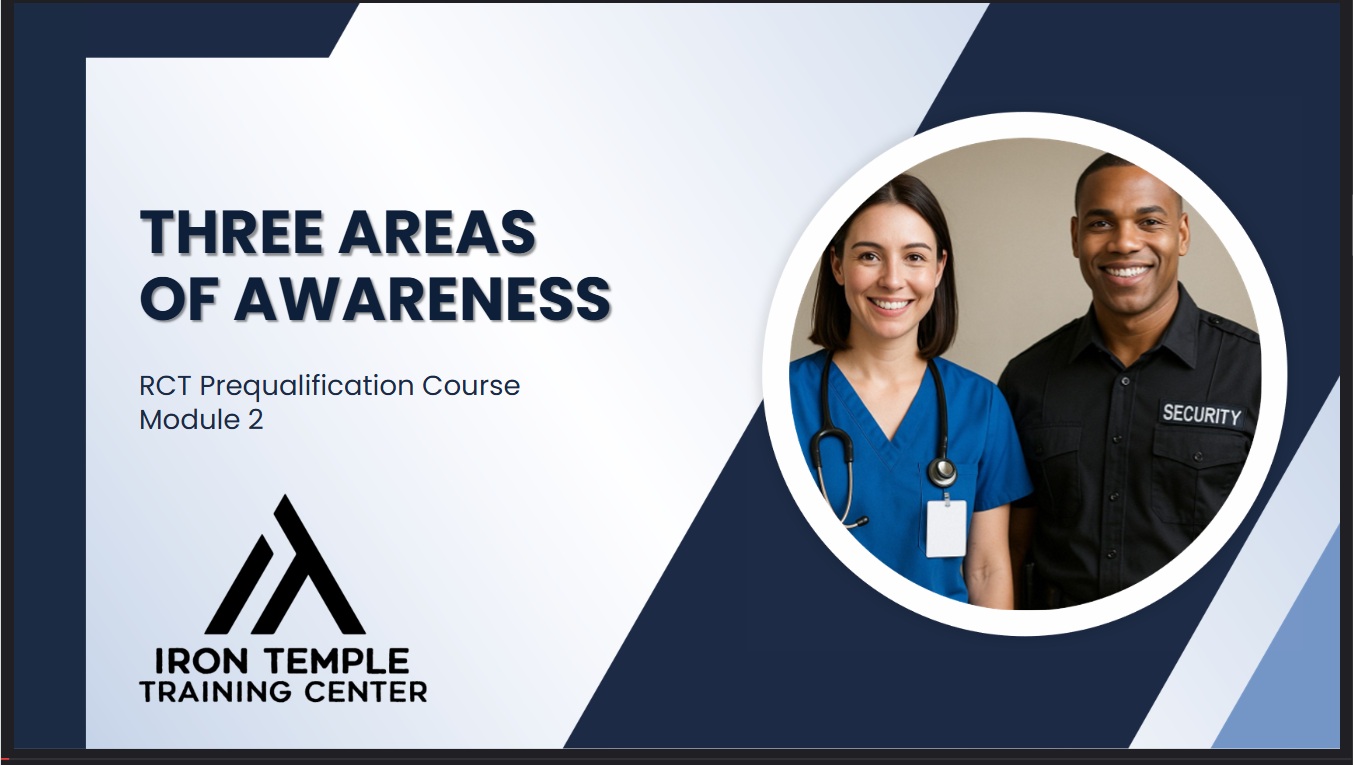 THREE AREAS
OF AWARENESS
RCT Prequalification Course
Module 2
SECURITY
IRON TEMPLE
TRAINING CENTER